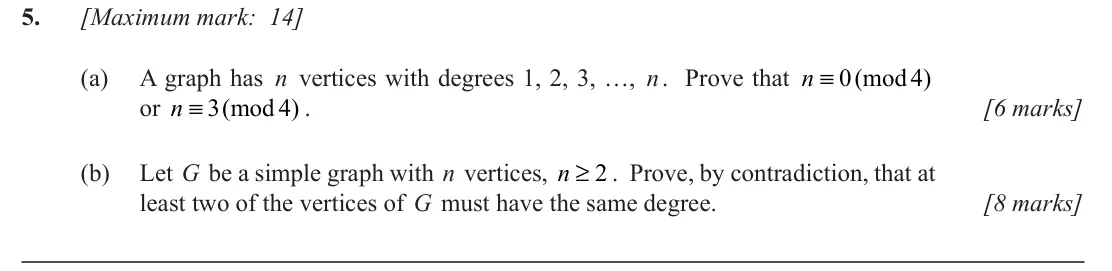 5. [Maximum mark: 14]
(a) A graph has n vertices with degrees 1, 2, 3, …, n. Prove that n ≡ 0 (mod 4)
or n ≡ 3 (mod 4) . [6 marks]
(b) Let G be a simple graph with n vertices, n ≥ 2 . Prove, by contradiction, that at
least two of the vertices of G must have the same degree. [8 marks]